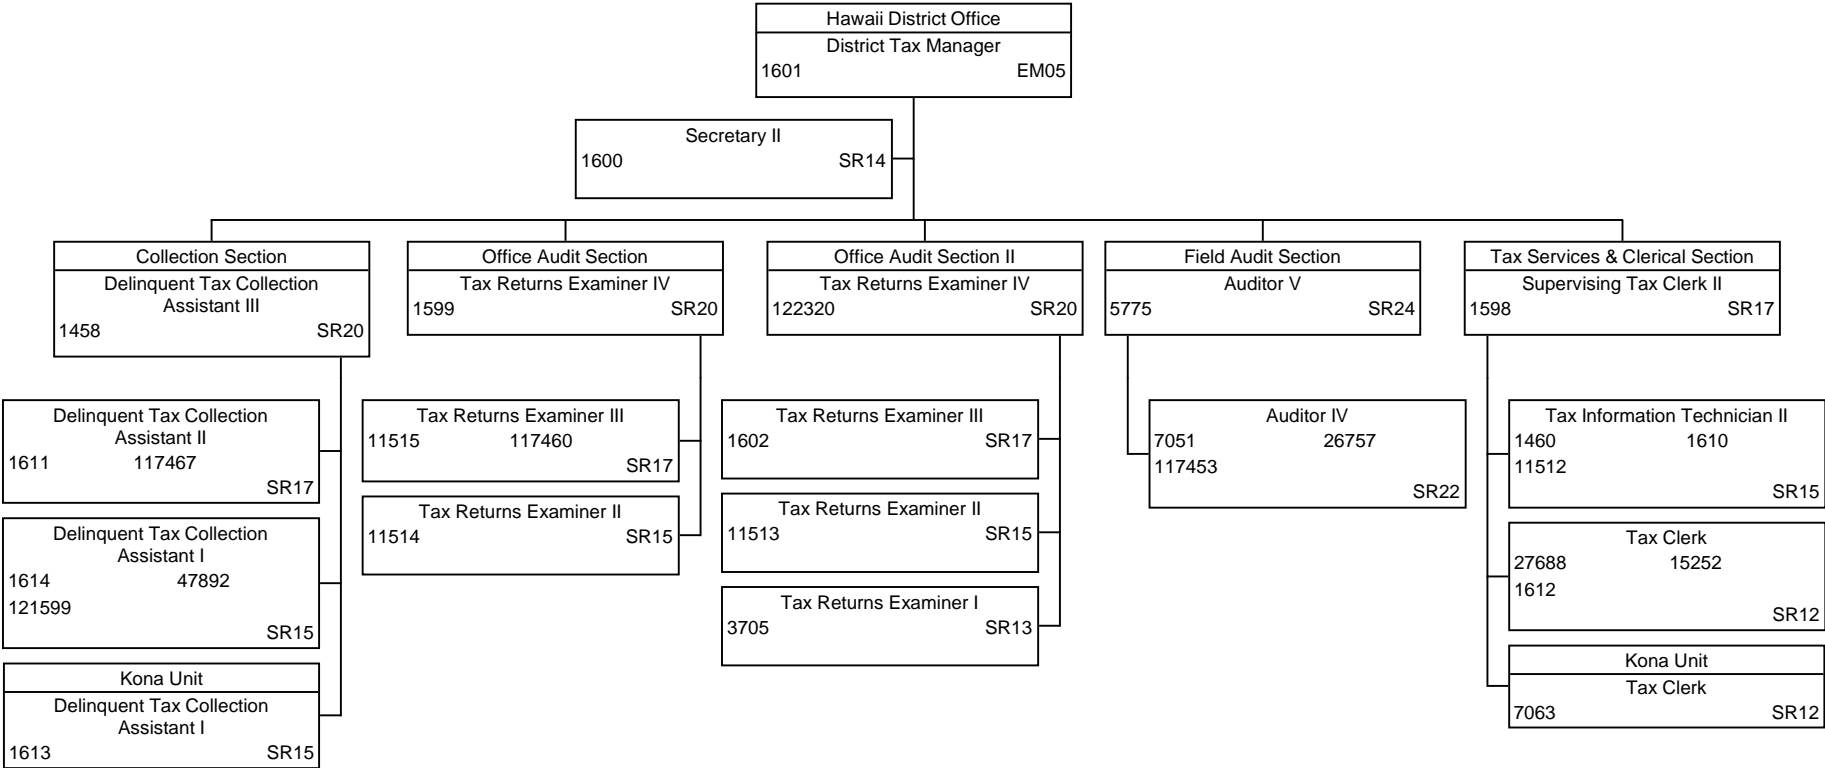 Hawaii District Office
District Tax Manager
1601 EM05
Secretary II
1600 SR14
Collection Section
Delinquent Tax Collection
Assistant III
1458 SR20
Delinquent Tax Collection
Assistant II
1611 117467
SR17
Delinquent Tax Collection
Assistant I
1614 47892
121599
SR15
Kona Unit
Delinquent Tax Collection
Assistant I
1613 SR15
Office Audit Section
Tax Returns Examiner IV
1599 SR20
Tax Returns Examiner III
11515 117460
SR17
Tax Returns Examiner II
11514 SR15
Office Audit Section II
Tax Returns Examiner IV
122320 SR20
Tax Returns Examiner III
1602 SR17
Tax Returns Examiner II
11513 SR15
Tax Returns Examiner I
3705 SR13
Field Audit Section
Auditor V
5775 SR24
Auditor IV
7051 26757
117453
SR22
Tax Services & Clerical Section
Supervising Tax Clerk II
1598 SR17
Tax Information Technician II
1460 1610
11512
SR15
Tax Clerk
27688 15252
1612
SR12
Kona Unit
Tax Clerk
7063 SR12